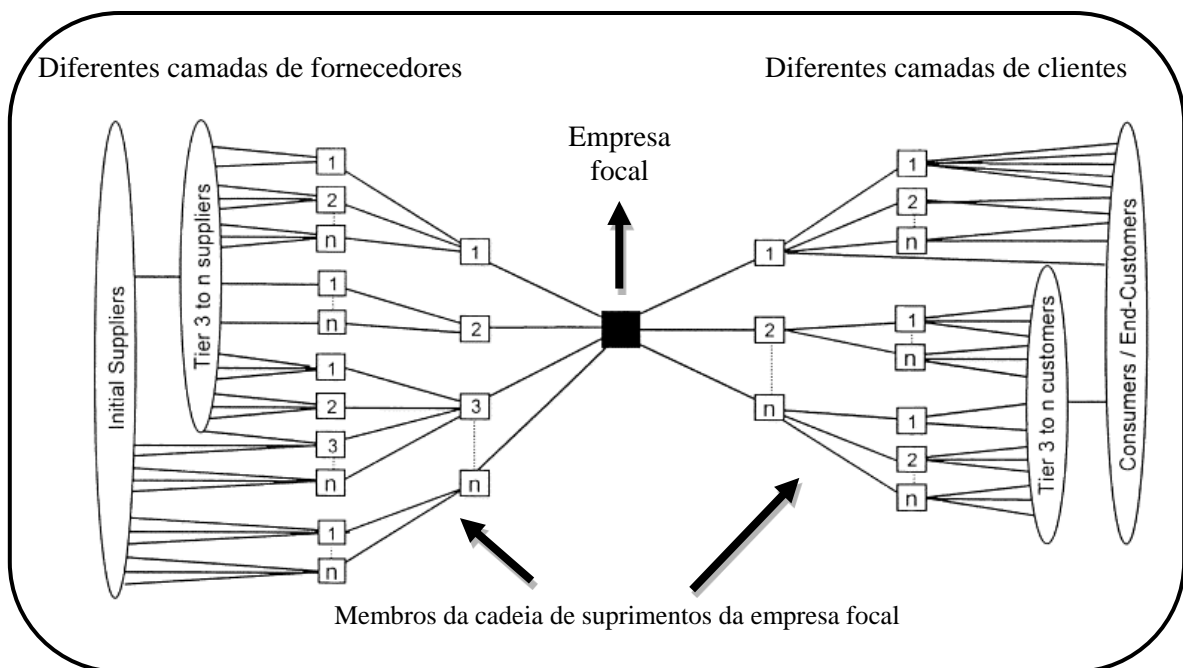 Diferentes camadas de fornecedores
Diferentes camadas de clientes
Empresa
focal
Initial Suppliers
Tier 3 to n suppliers
1
2
n
1
n
1
2
3
n
1
n
1
2
3
n
1
2
n
1
2
n
1
n
1
2
n
Tier 3 to n customers
Consumers / End-Customers
Membros da cadeia de suprimentos da empresa focal